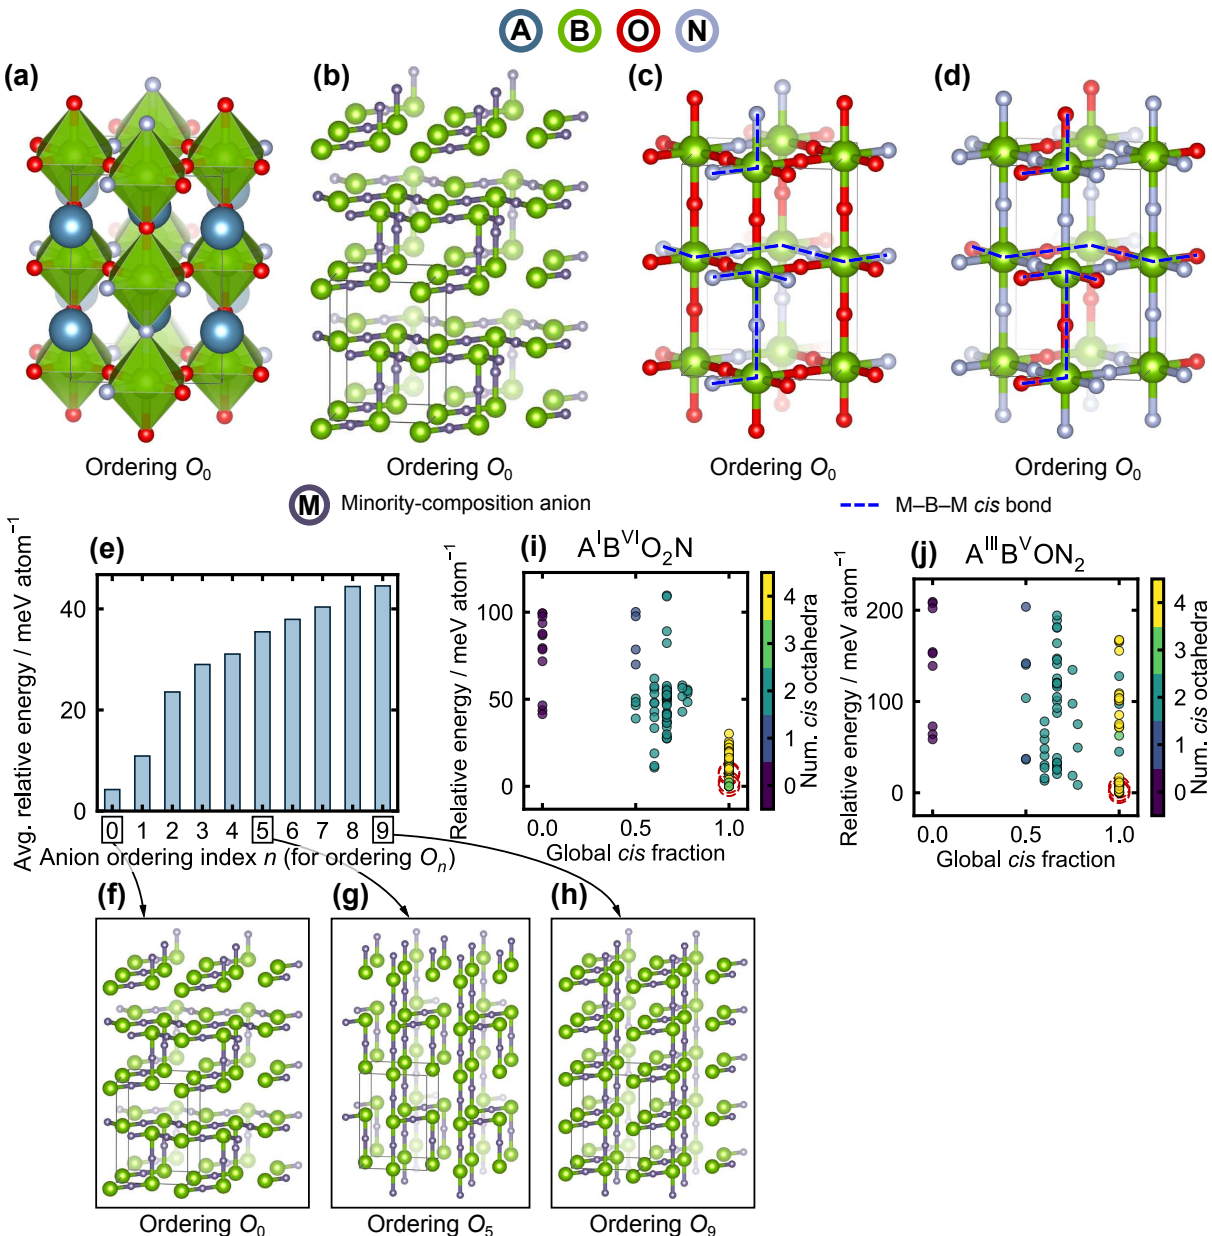 A B O N
(a) (b) (c) (d)
Ordering O₀ Ordering O₀ Ordering O₀ Ordering O₀
M Minority-composition anion
M–B–M cis bond
(e)
Avg. relative energy / meV atom⁻¹
40
20
0
0 1 2 3 4 5 6 7 8 9
Anion ordering index n (for ordering Oₙ)
(i) AᴵBⱽᴵO₂N
Relative energy / meV atom⁻¹
100
50
0
0.0 0.5 1.0
Global cis fraction
4
3
2
1
0
Num. cis octahedra
(j) AᴵᴵᴵBⱽON₂
Relative energy / meV atom⁻¹
200
100
0
0.0 0.5 1.0
Global cis fraction
4
3
2
1
0
Num. cis octahedra
(f) (g) (h)
Ordering O₀ Ordering O₅ Ordering O₉